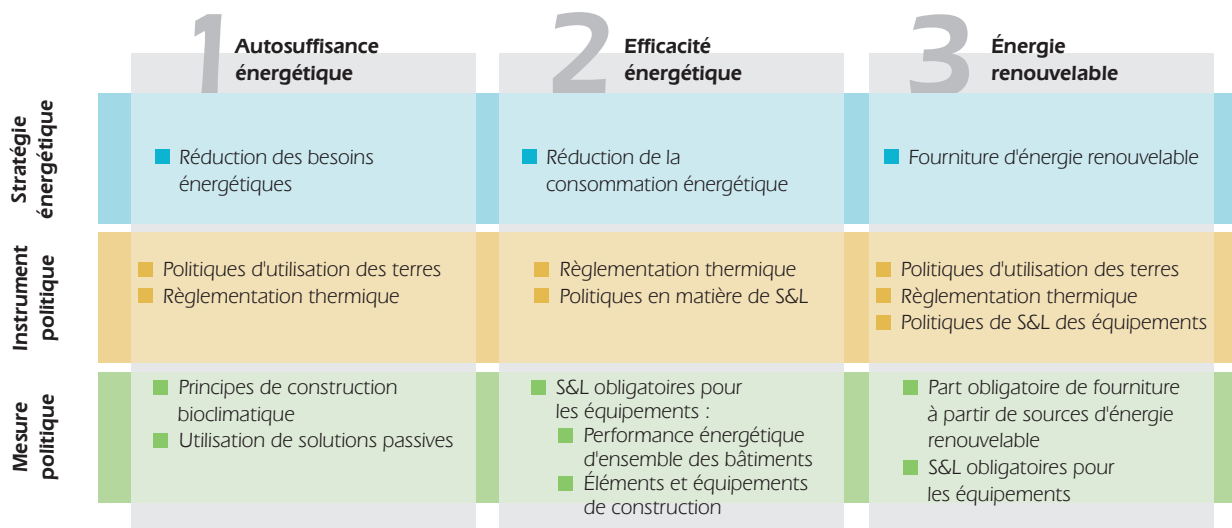 1 Autosuffisance
énergétique
2 Efficacité
énergétique
3 Énergie
renouvelable
Stratégie
énergétique
Réduction des besoins
énergétiques
Réduction de la
consommation énergétique
Fourniture d'énergie renouvelable
Instrument
politique
Politiques d'utilisation des terres
Règlementation thermique
Règlementation thermique
Politiques en matière de S&L
Politiques d'utilisation des terres
Règlementation thermique
Politiques de S&L des équipements
Mesure
politique
Principes de construction
bioclimatique
Utilisation de solutions passives
S&L obligatoires pour
les équipements :
Performance énergétique
d'ensemble des bâtiments
Éléments et équipements
de construction
Part obligatoire de fourniture
à partir de sources d'énergie
renouvelable
S&L obligatoires pour
les équipements